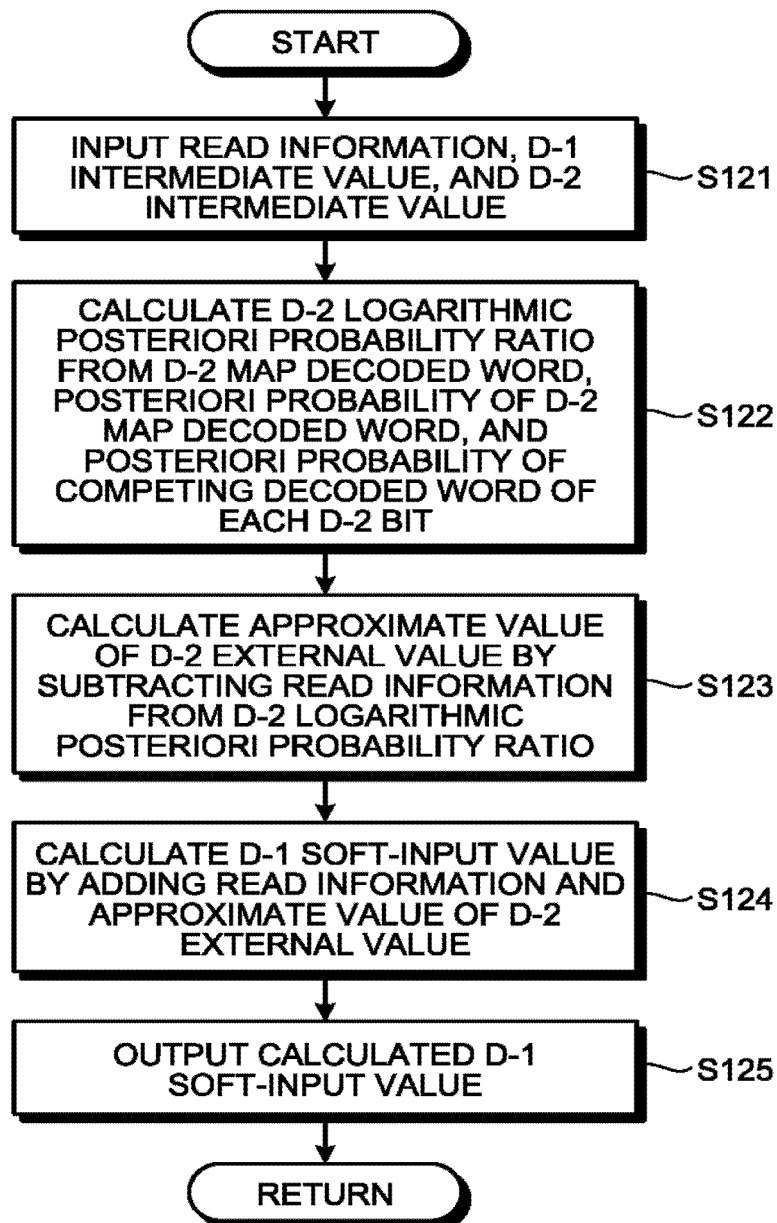 START
INPUT READ INFORMATION, D-1
INTERMEDIATE VALUE, AND D-2
INTERMEDIATE VALUE
S121
CALCULATE D-2 LOGARITHMIC
POSTERIORI PROBABILITY RATIO
FROM D-2 MAP DECODED WORD,
POSTERIORI PROBABILITY OF D-2
MAP DECODED WORD, AND
POSTERIORI PROBABILITY OF
COMPETING DECODED WORD OF
EACH D-2 BIT
S122
CALCULATE APPROXIMATE VALUE
OF D-2 EXTERNAL VALUE BY
SUBTRACTING READ INFORMATION
FROM D-2 LOGARITHMIC
POSTERIORI PROBABILITY RATIO
S123
CALCULATE D-1 SOFT-INPUT VALUE
BY ADDING READ INFORMATION AND
APPROXIMATE VALUE OF D-2
EXTERNAL VALUE
S124
OUTPUT CALCULATED D-1
SOFT-INPUT VALUE
S125
RETURN